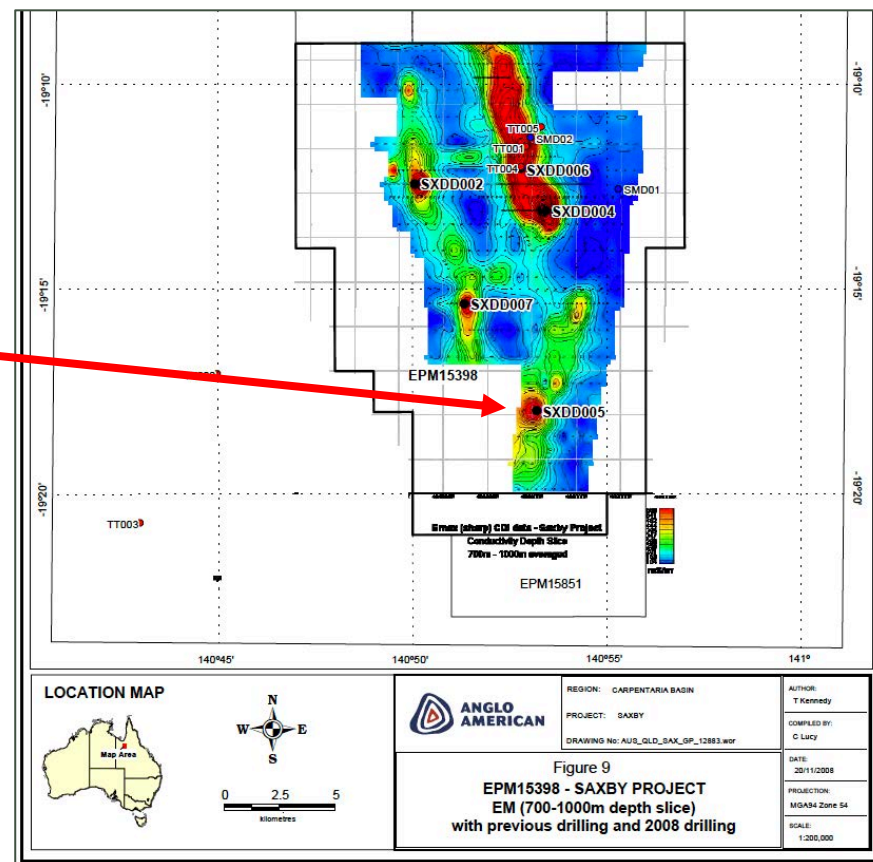 -19°10'
-19°10'
TT005
SMD02
TT001
TT004 SXDD006
SXDD002
SMD01
SXDD004
-19°15'
-19°15'
SXDD007
EPM15398
SXDD005
-19°20'
-19°20'
TT003
Emax (sharp) CDI data - Saxby Project
Conductivity Depth Slice
700m - 1000m averaged
EPM15851
140°45'
140°50'
140°55'
141°
LOCATION MAP
Map Area
N
W E
S
0 2.5 5
kilometres
ANGLO
AMERICAN
REGION: CARPENTARIA BASIN
PROJECT: SAXBY
DRAWING No: AUS_QLD_SAX_GP_12883.wor
Figure 9
EPM15398 - SAXBY PROJECT
EM (700-1000m depth slice)
with previous drilling and 2008 drilling
AUTHOR:
T Kennedy
COMPILED BY:
C Lucy
DATE:
20/11/2008
PROJECTION:
MGA94 Zone 54
SCALE:
1:200,000